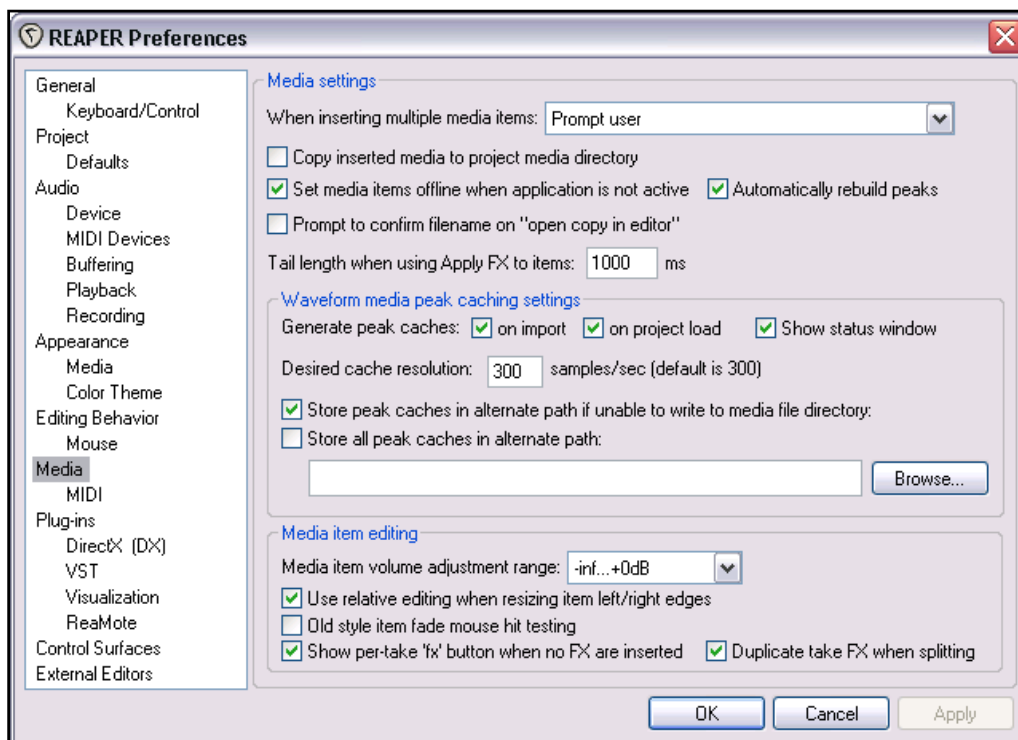 REAPER Preferences
General
Keyboard/Control
Project
Defaults
Audio
Device
MIDI Devices
Buffering
Playback
Recording
Appearance
Media
Color Theme
Editing Behavior
Mouse
Media
MIDI
Plug-ins
DirectX (DX)
VST
Visualization
ReaMote
Control Surfaces
External Editors
Media settings
When inserting multiple media items: Prompt user
Copy inserted media to project media directory
Set media items offline when application is not active Automatically rebuild peaks
Prompt to confirm filename on "open copy in editor"
Tail length when using Apply FX to items: 1000 ms
Waveform media peak caching settings
Generate peak caches: on import on project load Show status window
Desired cache resolution: 300 samples/sec (default is 300)
Store peak caches in alternate path if unable to write to media file directory:
Store all peak caches in alternate path:
Browse...
Media item editing
Media item volume adjustment range: -inf...+0dB
Use relative editing when resizing item left/right edges
Old style item fade mouse hit testing
Show per-take 'fx' button when no FX are inserted Duplicate take FX when splitting
OK Cancel Apply